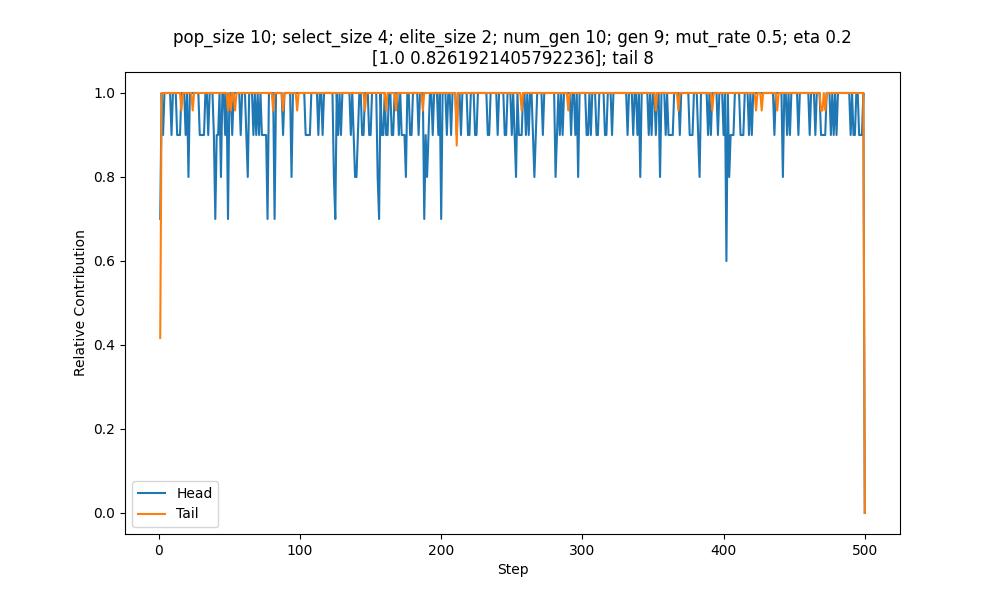 pop_size 10; select_size 4; elite_size 2; num_gen 10; gen 9; mut_rate 0.5; eta 0.2
[1.0 0.8261921405792236]; tail 8
1.0
0.8
0.6
0.4
0.2
0.0
Relative Contribution
Head
Tail
0
100
200
300
400
500
Step